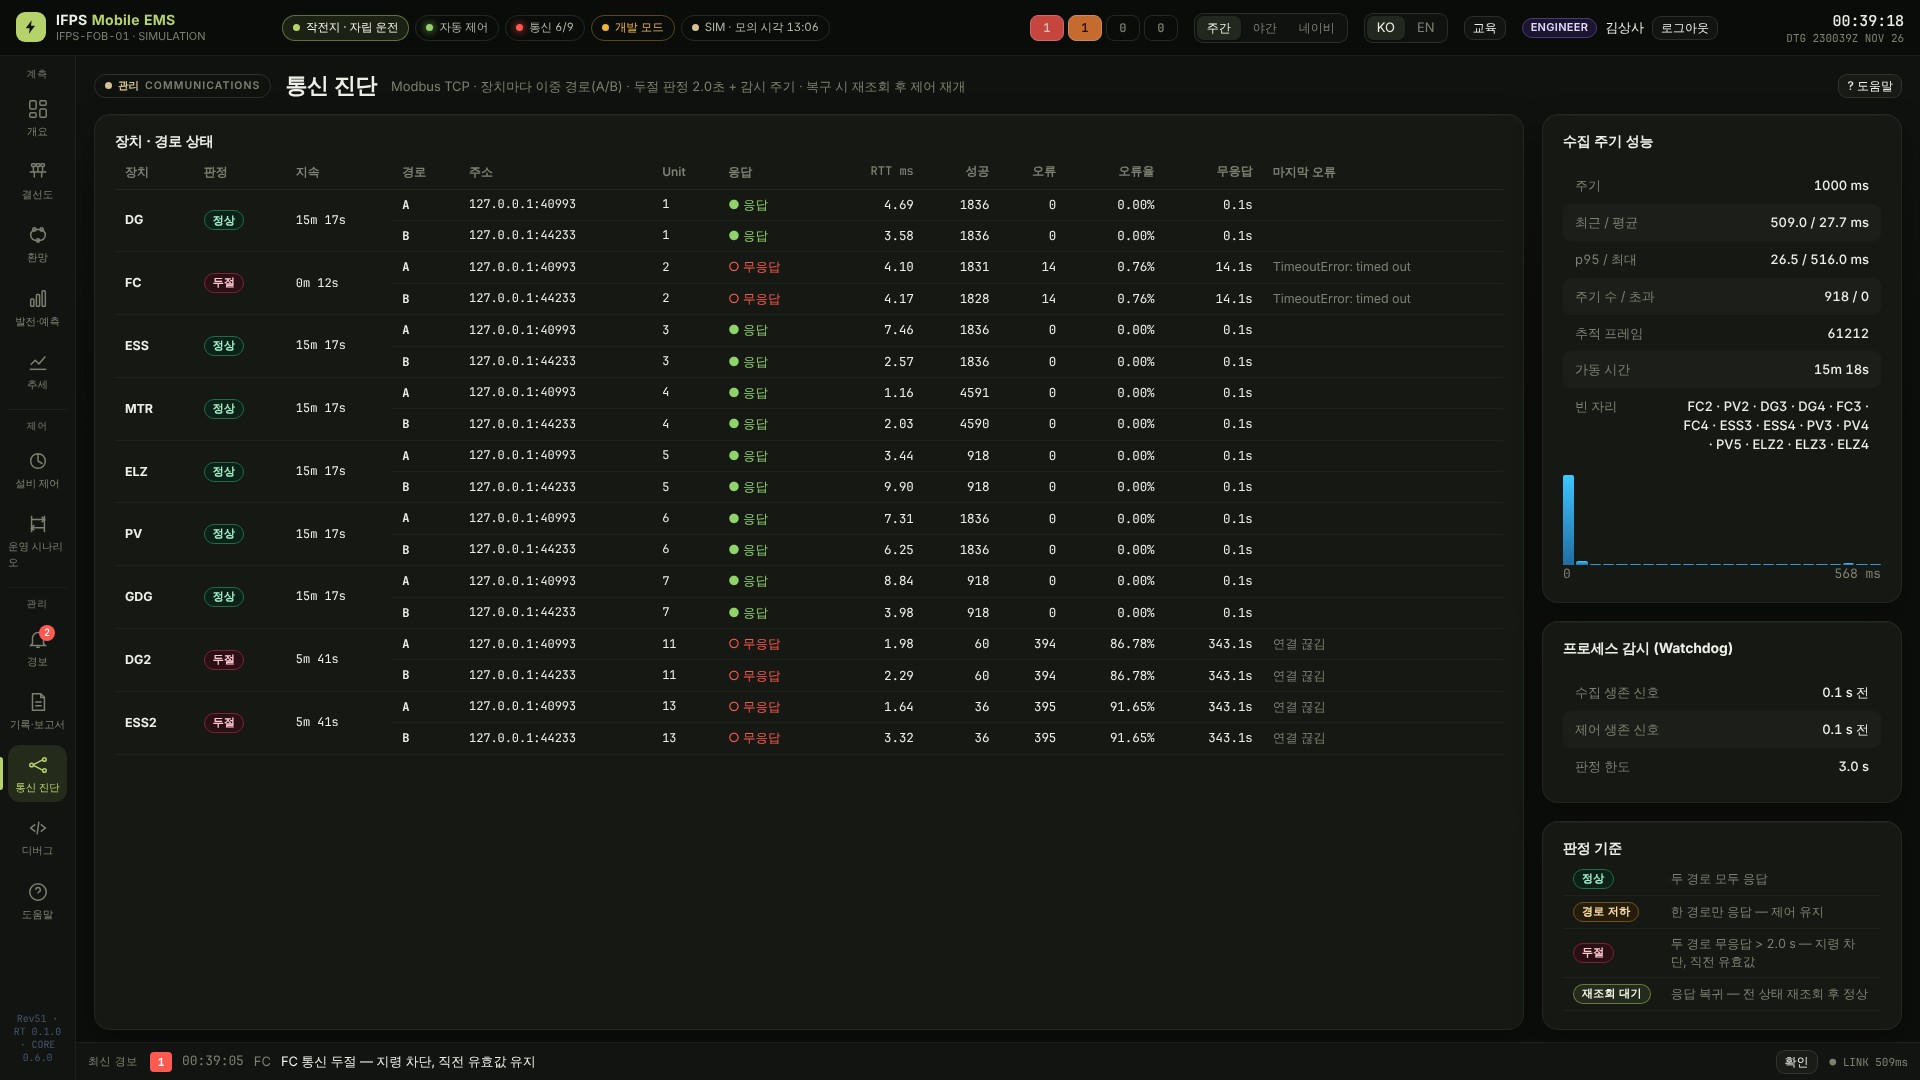 IFPS Mobile EMS
IFPS-FOB-01 · SIMULATION
작전지 · 자립 운전
자동 제어
통신 6/9
개발 모드
SIM · 모의 시각 13:06
1 1 0 0
주간 야간 네이비
KO EN
교육
ENGINEER 김상사 로그아웃
00:39:18
DTG 230039Z NOV 26
계측
개요
결선도
환망
발전·예측
추세
제어
설비 제어
운영 시나리
오
관리
2
경보
기록·보고서
통신 진단
디버그
도움말
RevS1 ·
RT 0.1.0
· CORE
0.6.0
관리 COMMUNICATIONS
통신 진단
Modbus TCP · 장치마다 이중 경로(A/B) · 두절 판정 2.0초 + 감시 주기 · 복구 시 재조회 후 제어 재개
? 도움말
장치 · 경로 상태
장치 판정 지속 경로 주소 Unit 응답 RTT ms 성공 오류 오류율 무응답 마지막 오류
DG 정상 15m 17s
A 127.0.0.1:40993 1 응답 4.69 1836 0 0.00% 0.1s
B 127.0.0.1:44233 1 응답 3.58 1836 0 0.00% 0.1s
FC 두절 0m 12s
A 127.0.0.1:40993 2 무응답 4.10 1831 14 0.76% 14.1s TimeoutError: timed out
B 127.0.0.1:44233 2 무응답 4.17 1828 14 0.76% 14.1s TimeoutError: timed out
ESS 정상 15m 17s
A 127.0.0.1:40993 3 응답 7.46 1836 0 0.00% 0.1s
B 127.0.0.1:44233 3 응답 2.57 1836 0 0.00% 0.1s
MTR 정상 15m 17s
A 127.0.0.1:40993 4 응답 1.16 4591 0 0.00% 0.1s
B 127.0.0.1:44233 4 응답 2.03 4590 0 0.00% 0.1s
ELZ 정상 15m 17s
A 127.0.0.1:40993 5 응답 3.44 918 0 0.00% 0.1s
B 127.0.0.1:44233 5 응답 9.90 918 0 0.00% 0.1s
PV 정상 15m 17s
A 127.0.0.1:40993 6 응답 7.31 1836 0 0.00% 0.1s
B 127.0.0.1:44233 6 응답 6.25 1836 0 0.00% 0.1s
GDG 정상 15m 17s
A 127.0.0.1:40993 7 응답 8.84 918 0 0.00% 0.1s
B 127.0.0.1:44233 7 응답 3.98 918 0 0.00% 0.1s
DG2 두절 5m 41s
A 127.0.0.1:40993 11 무응답 1.98 60 394 86.78% 343.1s 연결 끊김
B 127.0.0.1:44233 11 무응답 2.29 60 394 86.78% 343.1s 연결 끊김
ESS2 두절 5m 41s
A 127.0.0.1:40993 13 무응답 1.64 36 395 91.65% 343.1s 연결 끊김
B 127.0.0.1:44233 13 무응답 3.32 36 395 91.65% 343.1s 연결 끊김
수집 주기 성능
주기 1000 ms
최근 / 평균 509.0 / 27.7 ms
p95 / 최대 26.5 / 516.0 ms
주기 수 / 초과 918 / 0
추적 프레임 61212
가동 시간 15m 18s
빈 자리 FC2 · PV2 · DG3 · DG4 · FC3 ·
FC4 · ESS3 · ESS4 · PV3 · PV4
· PV5 · ELZ2 · ELZ3 · ELZ4
0 568 ms
프로세스 감시 (Watchdog)
수집 생존 신호 0.1 s 전
제어 생존 신호 0.1 s 전
판정 한도 3.0 s
판정 기준
정상 두 경로 모두 응답
경로 저하 한 경로만 응답 — 제어 유지
두절 두 경로 무응답 > 2.0 s — 지령 차
단, 직전 유효값
재조회 대기 응답 복귀 — 전 상태 재조회 후 정상
최신 경보 1 00:39:05 FC FC 통신 두절 — 지령 차단, 직전 유효값 유지
확인 LINK 509ms